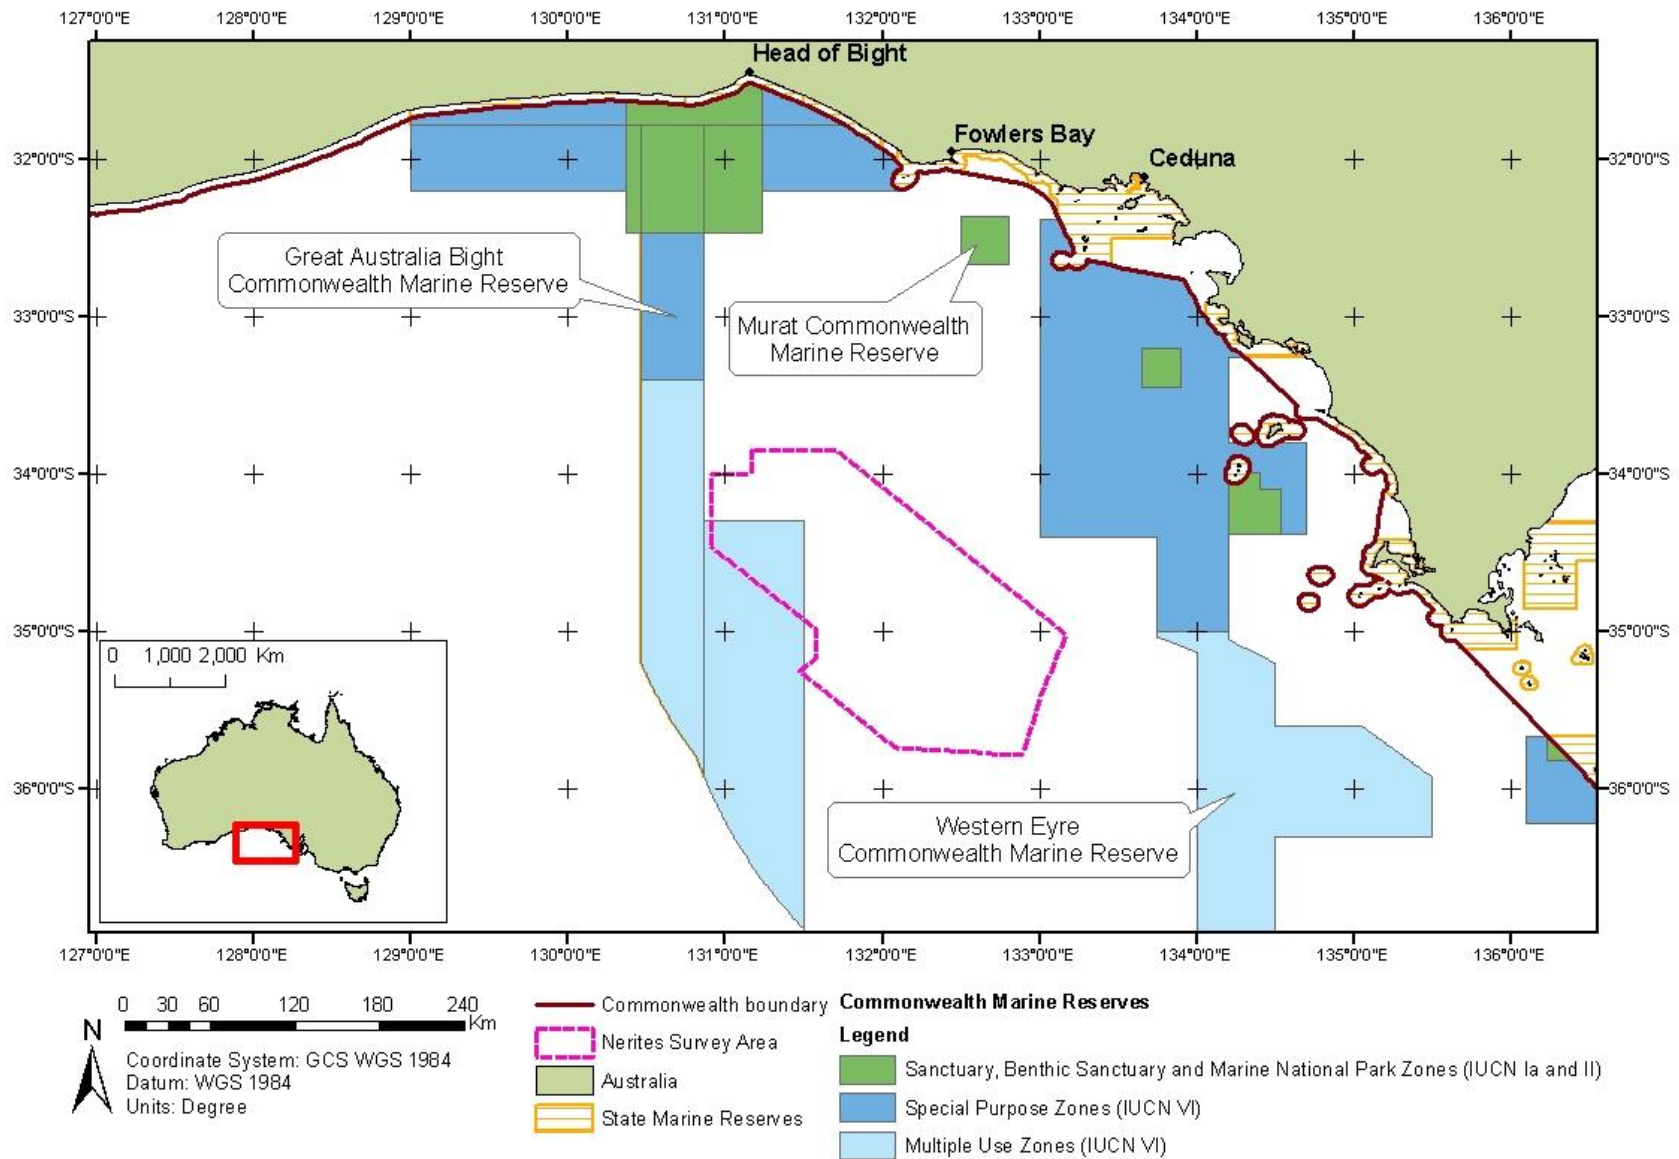 127°0'0"E 128°0'0"E 129°0'0"E 130°0'0"E 131°0'0"E 132°0'0"E 133°0'0"E 134°0'0"E 135°0'0"E 136°0'0"E
Head of Bight
Fowlers Bay
Ceduna
32°0'0"S 32°0'0"S
Great Australia Bight
Commonwealth Marine Reserve
Murat Commonwealth
Marine Reserve
33°0'0"S 33°0'0"S
34°0'0"S 34°0'0"S
35°0'0"S 35°0'0"S
0 1,000 2,000 Km
36°0'0"S 36°0'0"S
Western Eyre
Commonwealth Marine Reserve
127°0'0"E 128°0'0"E 129°0'0"E 130°0'0"E 131°0'0"E 132°0'0"E 133°0'0"E 134°0'0"E 135°0'0"E 136°0'0"E
0 30 60 120 180 240
Km
N
Coordinate System: GCS WGS 1984
Datum: WGS 1984
Units: Degree
Commonwealth boundary
Nerites Survey Area
Australia
State Marine Reserves
Commonwealth Marine Reserves
Legend
Sanctuary, Benthic Sanctuary and Marine National Park Zones (IUCN Ia and II)
Special Purpose Zones (IUCN VI)
Multiple Use Zones (IUCN VI)